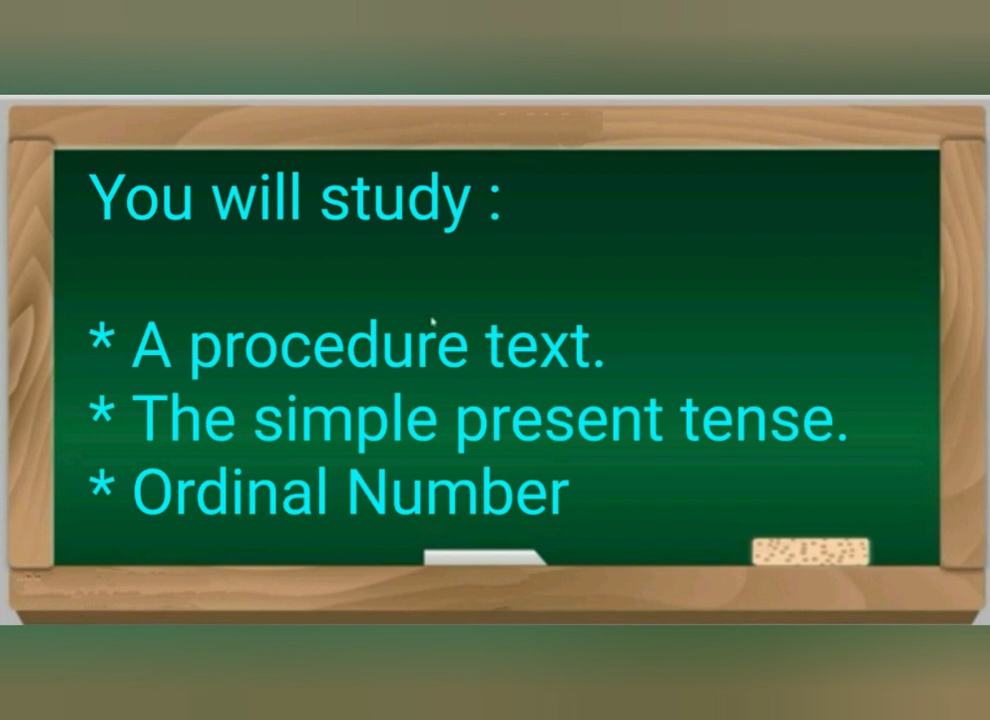 You will study :
* A procedure text.
* The simple present tense.
* Ordinal Number